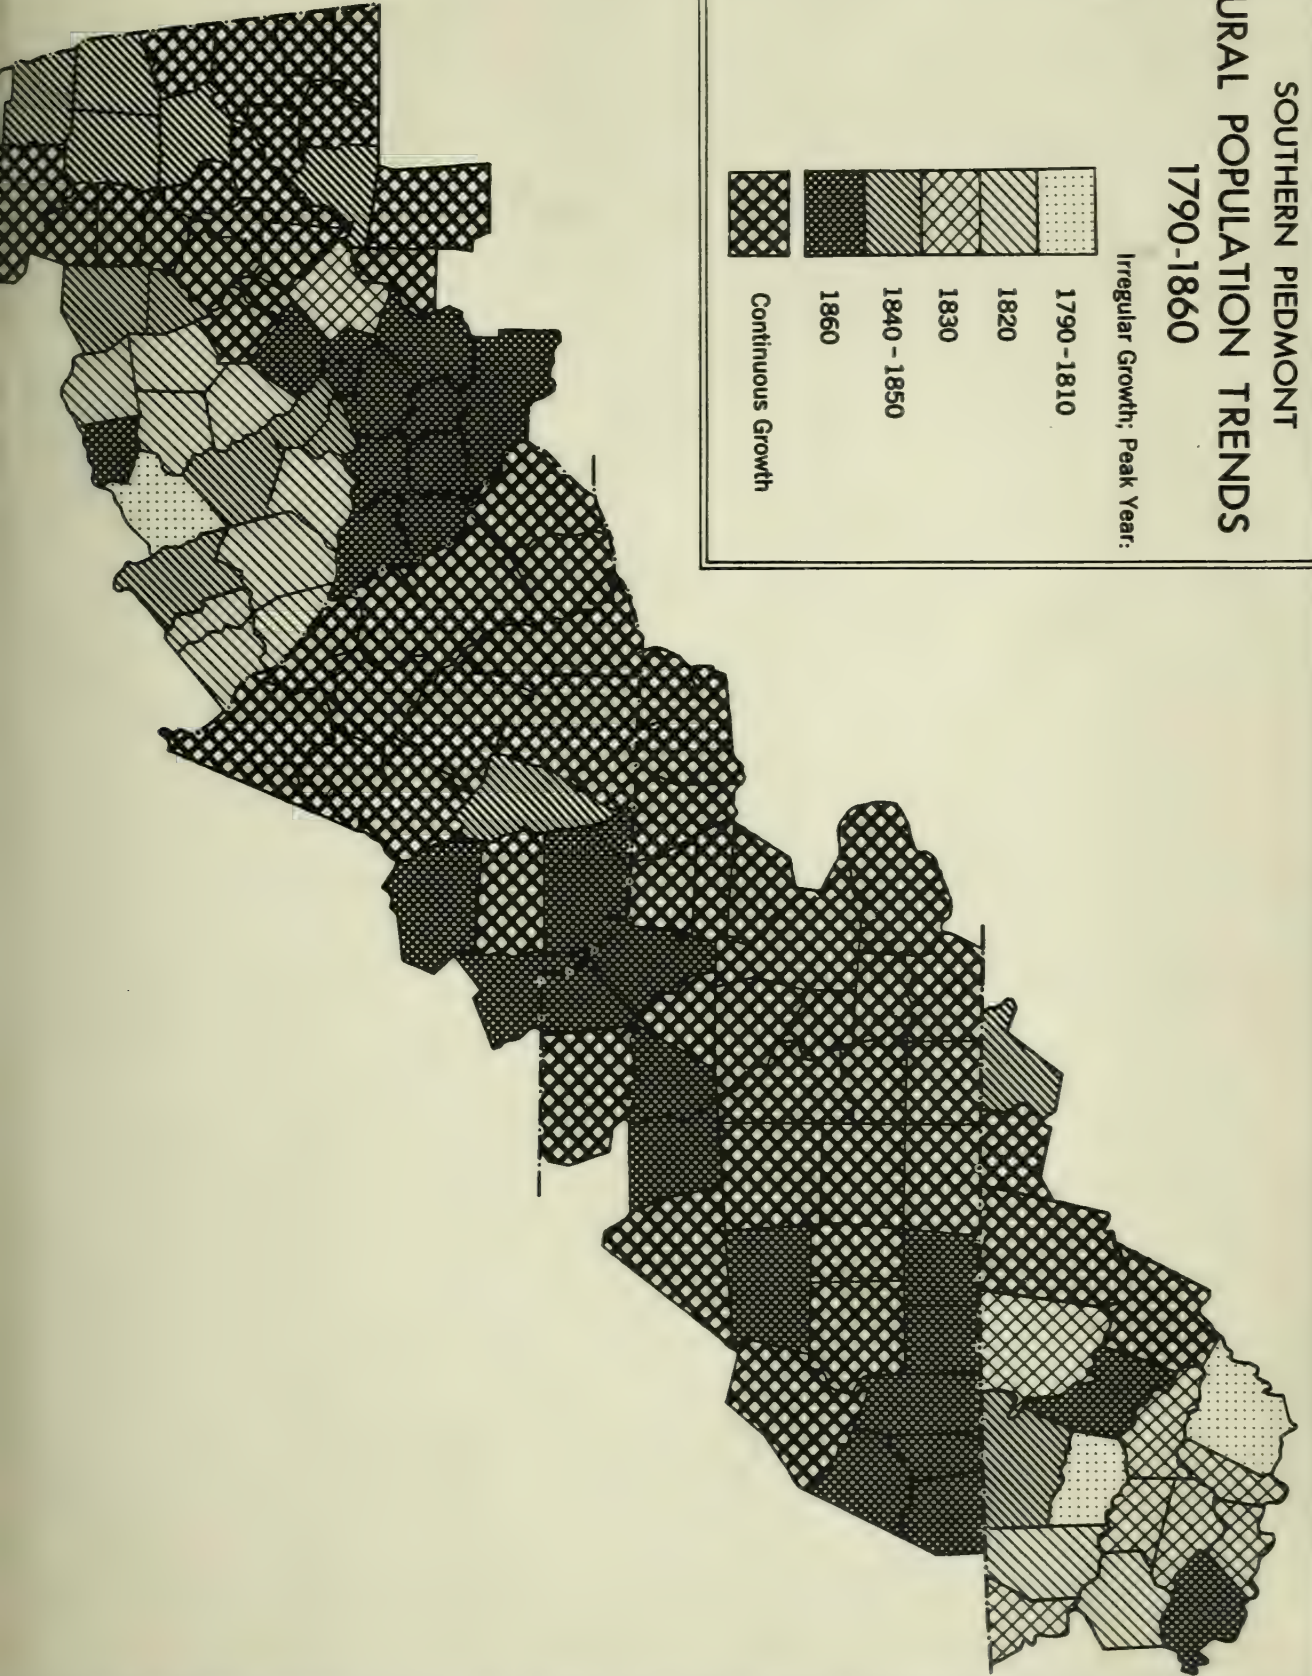 SOUTHERN PIEDMONT
URAL POPULATION TRENDS
1790-1860
Irregular Growth; Peak Year:
1790-1810
1820
1830
1840-1850
1860
Continuous Growth